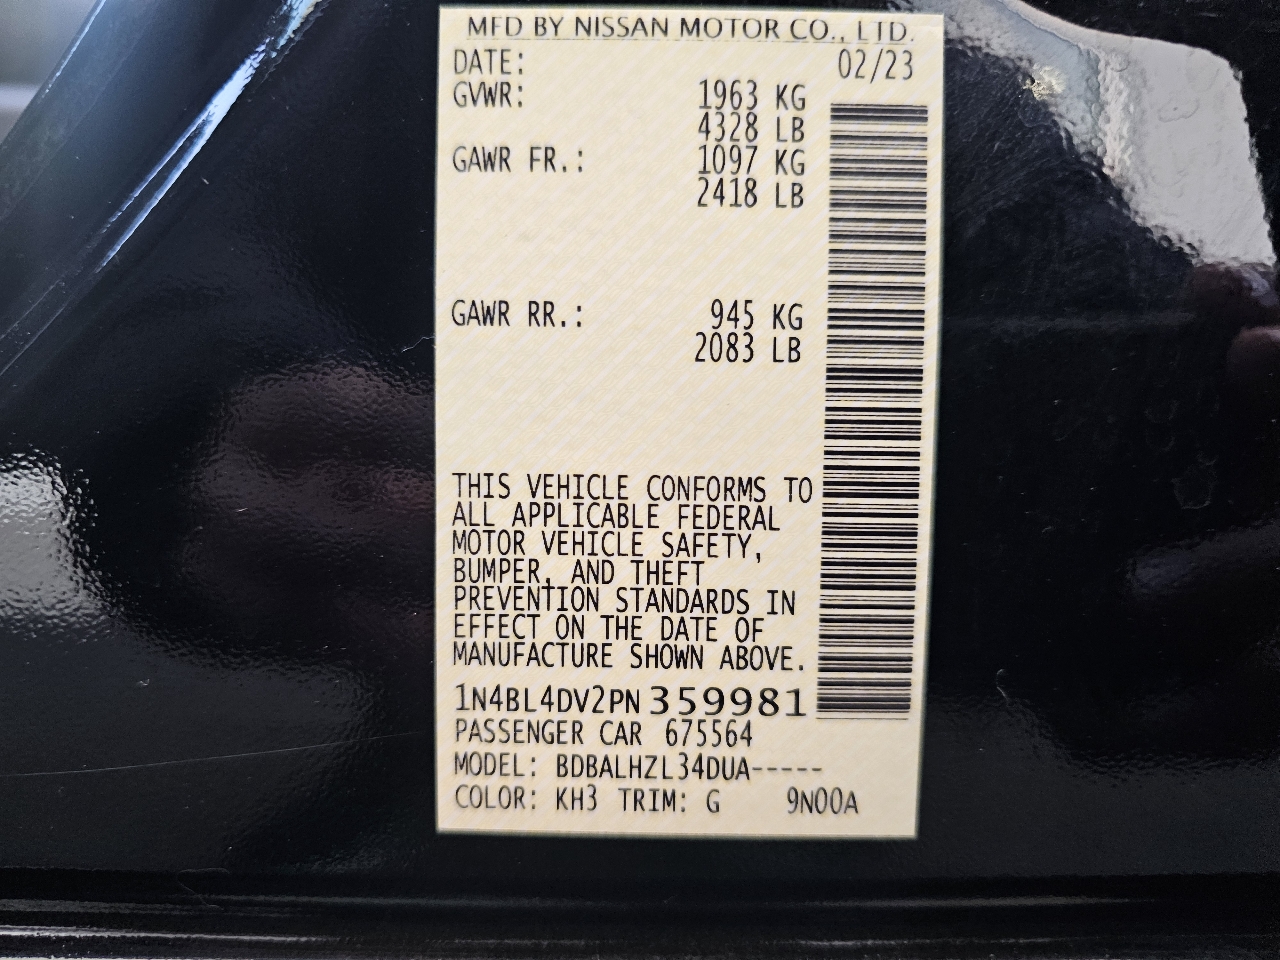 MFD BY NISSAN MOTOR CO., LTD.
DATE: 02/23
GVWR: 1963 KG
4328 LB
GAWR FR.: 1097 KG
2418 LB
GAWR RR.: 945 KG
2083 LB
THIS VEHICLE CONFORMS TO
ALL APPLICABLE FEDERAL
MOTOR VEHICLE SAFETY,
BUMPER, AND THEFT
PREVENTION STANDARDS IN
EFFECT ON THE DATE OF
MANUFACTURE SHOWN ABOVE.
1N4BL4DV2PN359981
PASSENGER CAR 675564
MODEL: BDBALHZL34DUA-----
COLOR: KH3 TRIM: G 9N00A